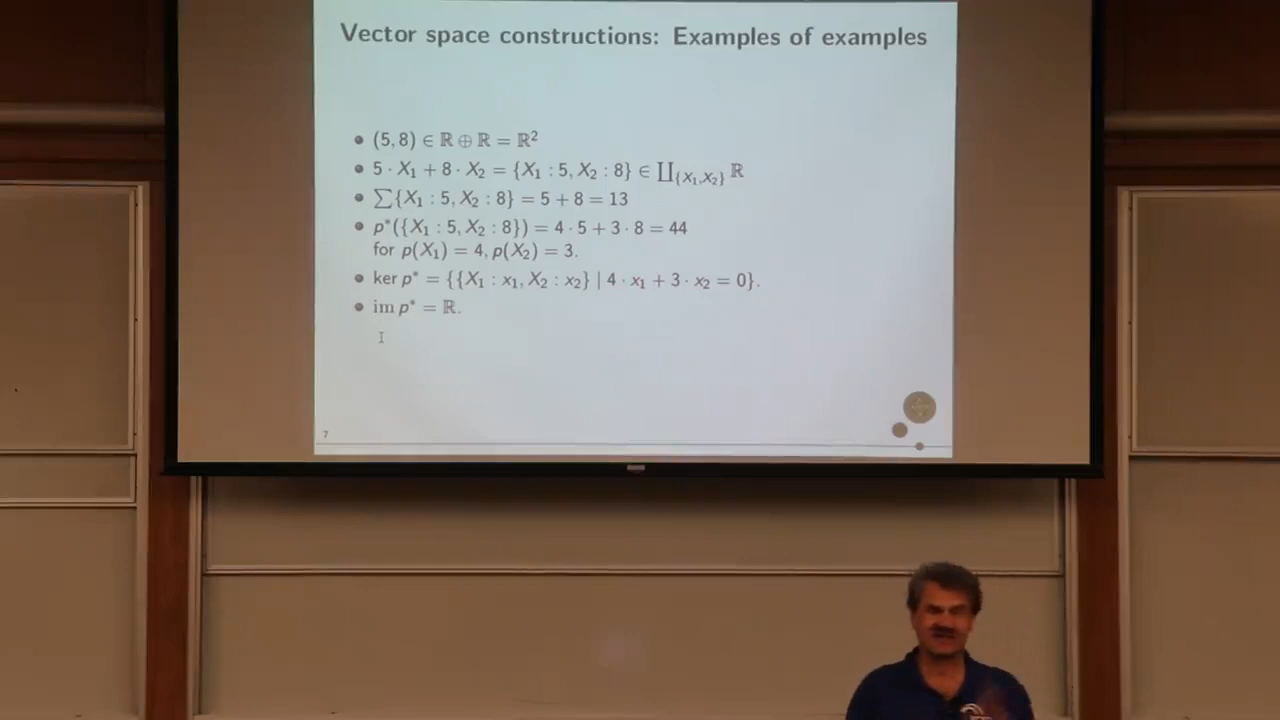 Vector space constructions: Examples of examples
• (5, 8) ∈ ℝ ⊕ ℝ = ℝ²
• 5 · X₁ + 8 · X₂ = {X₁ : 5, X₂ : 8} ∈ ∐_{X₁,X₂} ℝ
• ∑{X₁ : 5, X₂ : 8} = 5 + 8 = 13
• p*({X₁ : 5, X₂ : 8}) = 4 · 5 + 3 · 8 = 44
for p(X₁) = 4, p(X₂) = 3.
• ker p* = {{X₁ : x₁, X₂ : x₂} | 4 · x₁ + 3 · x₂ = 0}.
• im p* = ℝ.
7